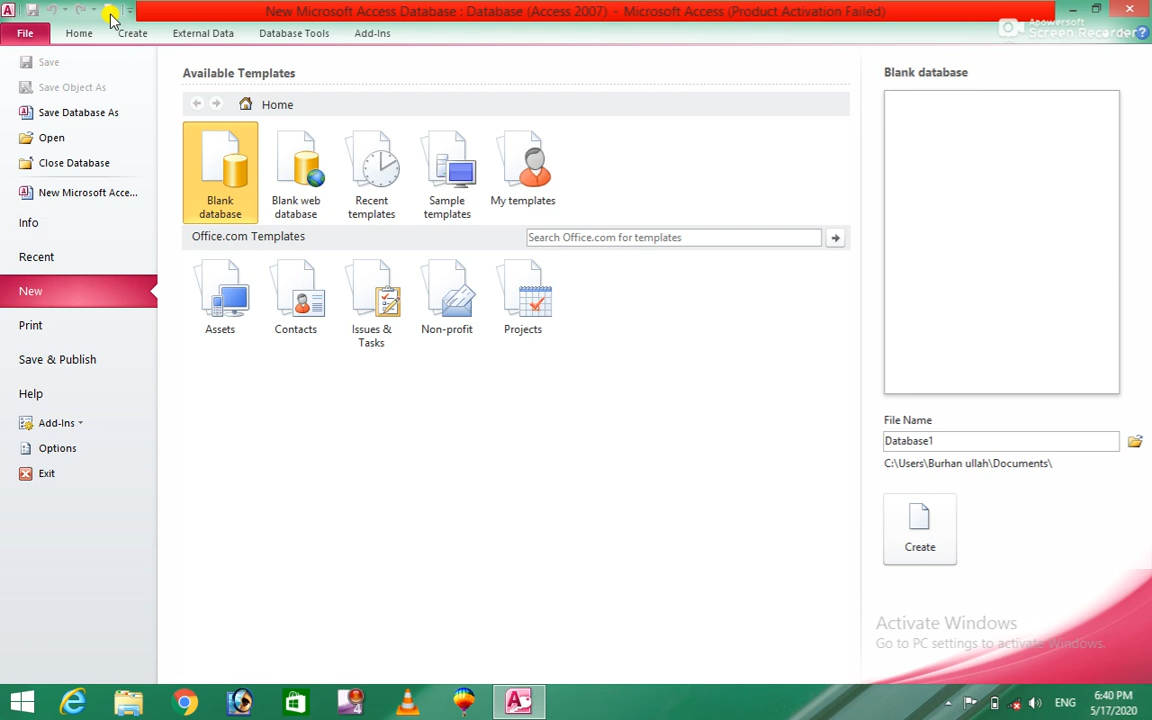 New Microsoft Access Database : Database (Access 2007) - Microsoft Access (Product Activation Failed)
File Home Create External Data Database Tools Add-Ins
Apowersoft
Screen Recorder
Save
Save Object As
Save Database As
Open
Close Database
New Microsoft Acce...
Info
Recent
New
Print
Save & Publish
Help
Add-Ins
Options
Exit
Available Templates
Home
Blank database
Blank web database
Recent templates
Sample templates
My templates
Office.com Templates
Search Office.com for templates
Assets
Contacts
Issues & Tasks
Non-profit
Projects
Blank database
File Name
Database1
C:\Users\Burhan ullah\Documents\
Create
Activate Windows
Go to PC settings to activate Windows.
ENG
6:40 PM
5/17/2020